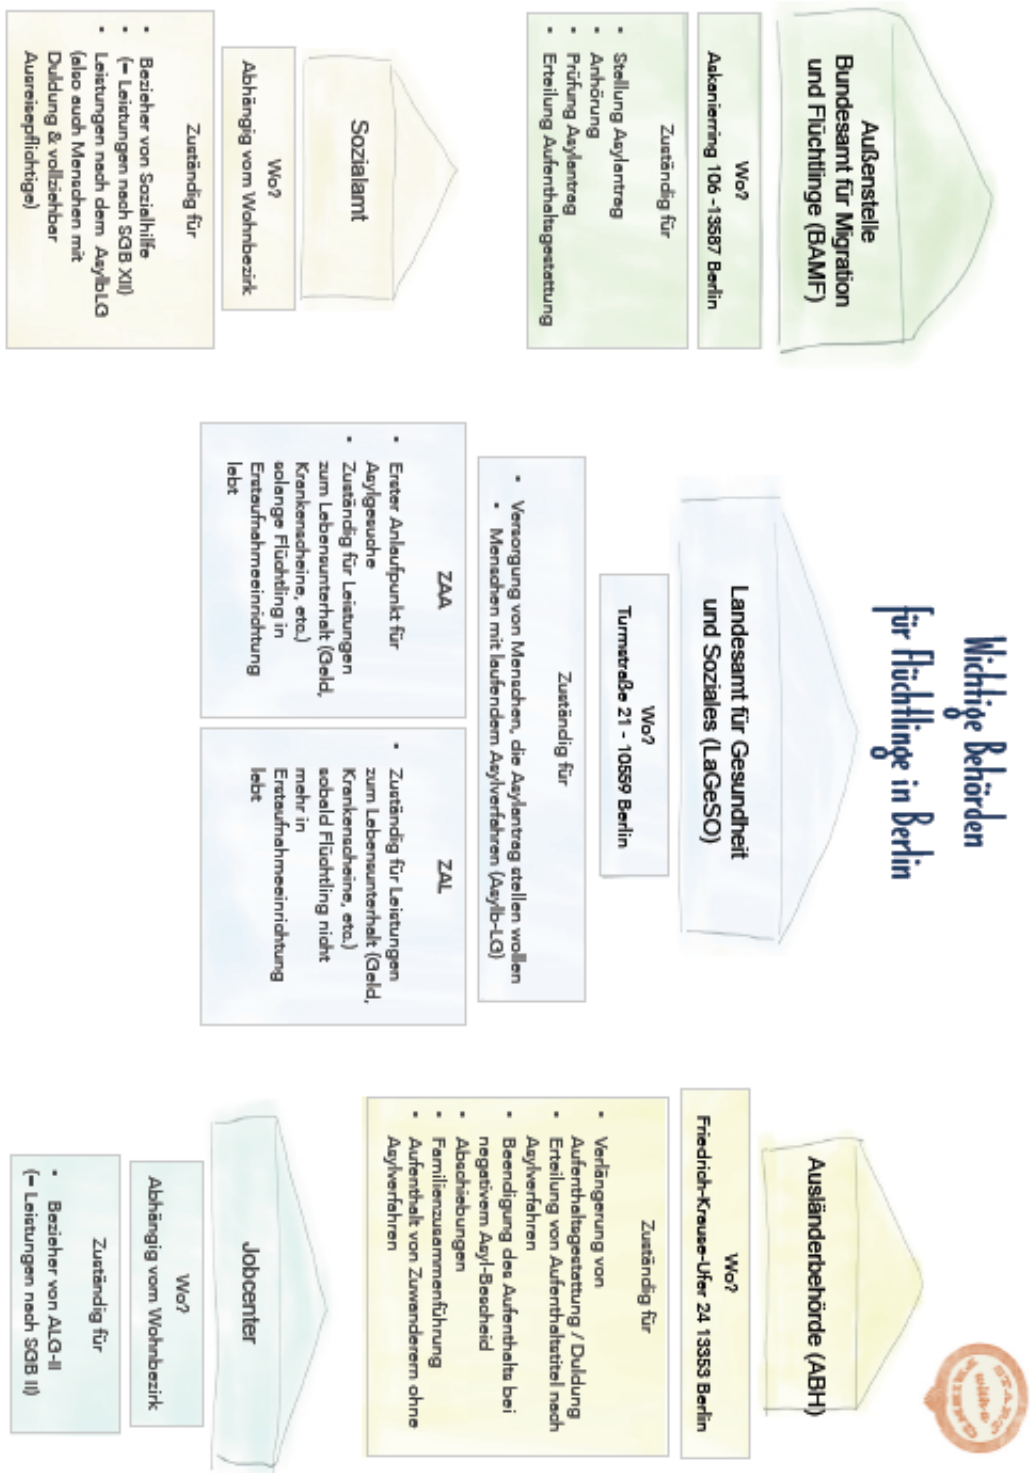 Wichtige Behörden
für Flüchtlinge in Berlin
Außenstelle
Bundesamt für Migration
und Flüchtlinge (BAMF)
Wo?
Askanierring 106 -13587 Berlin
Zuständig für
• Stellung Asylantrag
• Anhörung
• Prüfung Asylantrag
• Erteilung Aufenthaltsgestattung
Landesamt für Gesundheit
und Soziales (LaGeSO)
Wo?
Turmstraße 21 - 10559 Berlin
Zuständig für
• Versorgung von Menschen, die Asylantrag stellen wollen
• Menschen mit laufendem Asylverfahren (Asylb-LG)
ZAA
• Erster Anlaufpunkt für
Asylgesuche
• Zuständig für Leistungen
zum Lebensunterhalt (Geld,
Krankenscheine, etc.)
solange Flüchtling in
Erstaufnahmeeinrichtung
lebt
ZAL
• Zuständig für Leistungen
zum Lebensunterhalt (Geld,
Krankenscheine, etc.)
sobald Flüchtling nicht
mehr in
Erstaufnahmeeinrichtung
lebt
Ausländerbehörde (ABH)
Wo?
Friedrich-Krause-Ufer 24 13353 Berlin
Zuständig für
• Verlängerung von
Aufenthaltsgestattung / Duldung
• Erteilung von Aufenthaltstitel nach
Asylverfahren
• Beendigung des Aufenthalts bei
negativem Asyl-Bescheid
• Abschiebungen
• Familienzusammenführung
• Aufenthalt von Zuwanderern ohne
Asylverfahren
Sozialamt
Wo?
Abhängig vom Wohnbezirk
Zuständig für
• Bezieher von Sozialhilfe
• (= Leistungen nach SGB XII)
• Leistungen nach dem AsylbLG
(also auch Menschen mit
Duldung & vollziehbar
Ausreisepflichtige)
Jobcenter
Wo?
Abhängig vom Wohnbezirk
Zuständig für
• Bezieher von ALG-II
(= Leistungen nach SGB II)